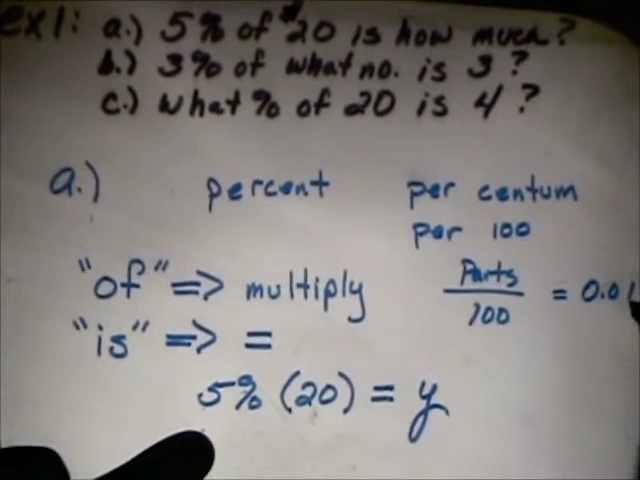 ex1: a.) 5% of $20 is how much?
b.) 3% of what no. is 3?
c.) what % of 20 is 4?
a.) percent per centum
per 100
"of" => multiply Parts/100 = 0.01
"is" => =
5% (20) = y